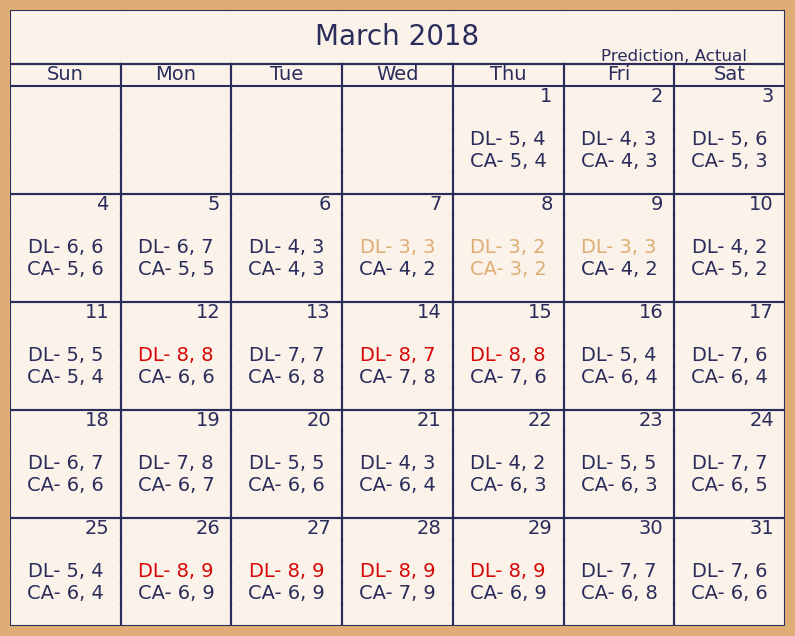 March 2018
Prediction, Actual
Sun Mon Tue Wed Thu Fri Sat
1 2 3
DL- 5, 4 DL- 4, 3 DL- 5, 6
CA- 5, 4 CA- 4, 3 CA- 5, 3
4 5 6 7 8 9 10
DL- 6, 6 DL- 6, 7 DL- 4, 3 DL- 3, 3 DL- 3, 2 DL- 3, 3 DL- 4, 2
CA- 5, 6 CA- 5, 5 CA- 4, 3 CA- 4, 2 CA- 3, 2 CA- 4, 2 CA- 5, 2
11 12 13 14 15 16 17
DL- 5, 5 DL- 8, 8 DL- 7, 7 DL- 8, 7 DL- 8, 8 DL- 5, 4 DL- 7, 6
CA- 5, 4 CA- 6, 6 CA- 6, 8 CA- 7, 8 CA- 7, 6 CA- 6, 4 CA- 6, 4
18 19 20 21 22 23 24
DL- 6, 7 DL- 7, 8 DL- 5, 5 DL- 4, 3 DL- 4, 2 DL- 5, 5 DL- 7, 7
CA- 6, 6 CA- 6, 7 CA- 6, 6 CA- 6, 4 CA- 6, 3 CA- 6, 3 CA- 6, 5
25 26 27 28 29 30 31
DL- 5, 4 DL- 8, 9 DL- 8, 9 DL- 8, 9 DL- 8, 9 DL- 7, 7 DL- 7, 6
CA- 6, 4 CA- 6, 9 CA- 6, 9 CA- 7, 9 CA- 6, 9 CA- 6, 8 CA- 6, 6